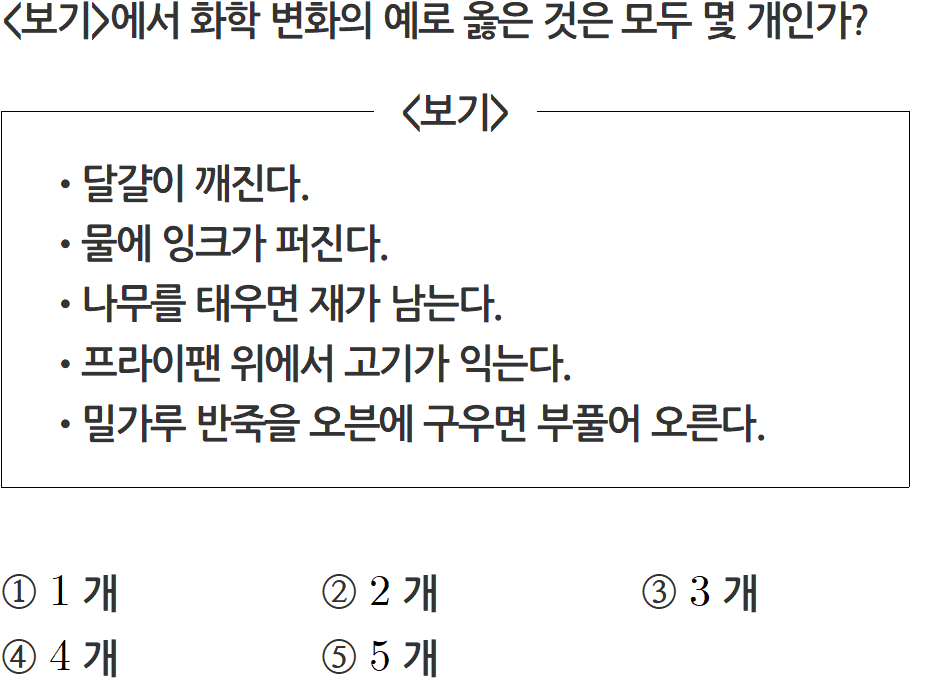 <보기>에서 화학 변화의 예로 옳은 것은 모두 몇 개인가?
<보기>
• 달걀이 깨진다.
• 물에 잉크가 퍼진다.
• 나무를 태우면 재가 남는다.
• 프라이팬 위에서 고기가 익는다.
• 밀가루 반죽을 오븐에 구우면 부풀어 오른다.
① 1 개 ② 2 개 ③ 3 개
④ 4 개 ⑤ 5 개